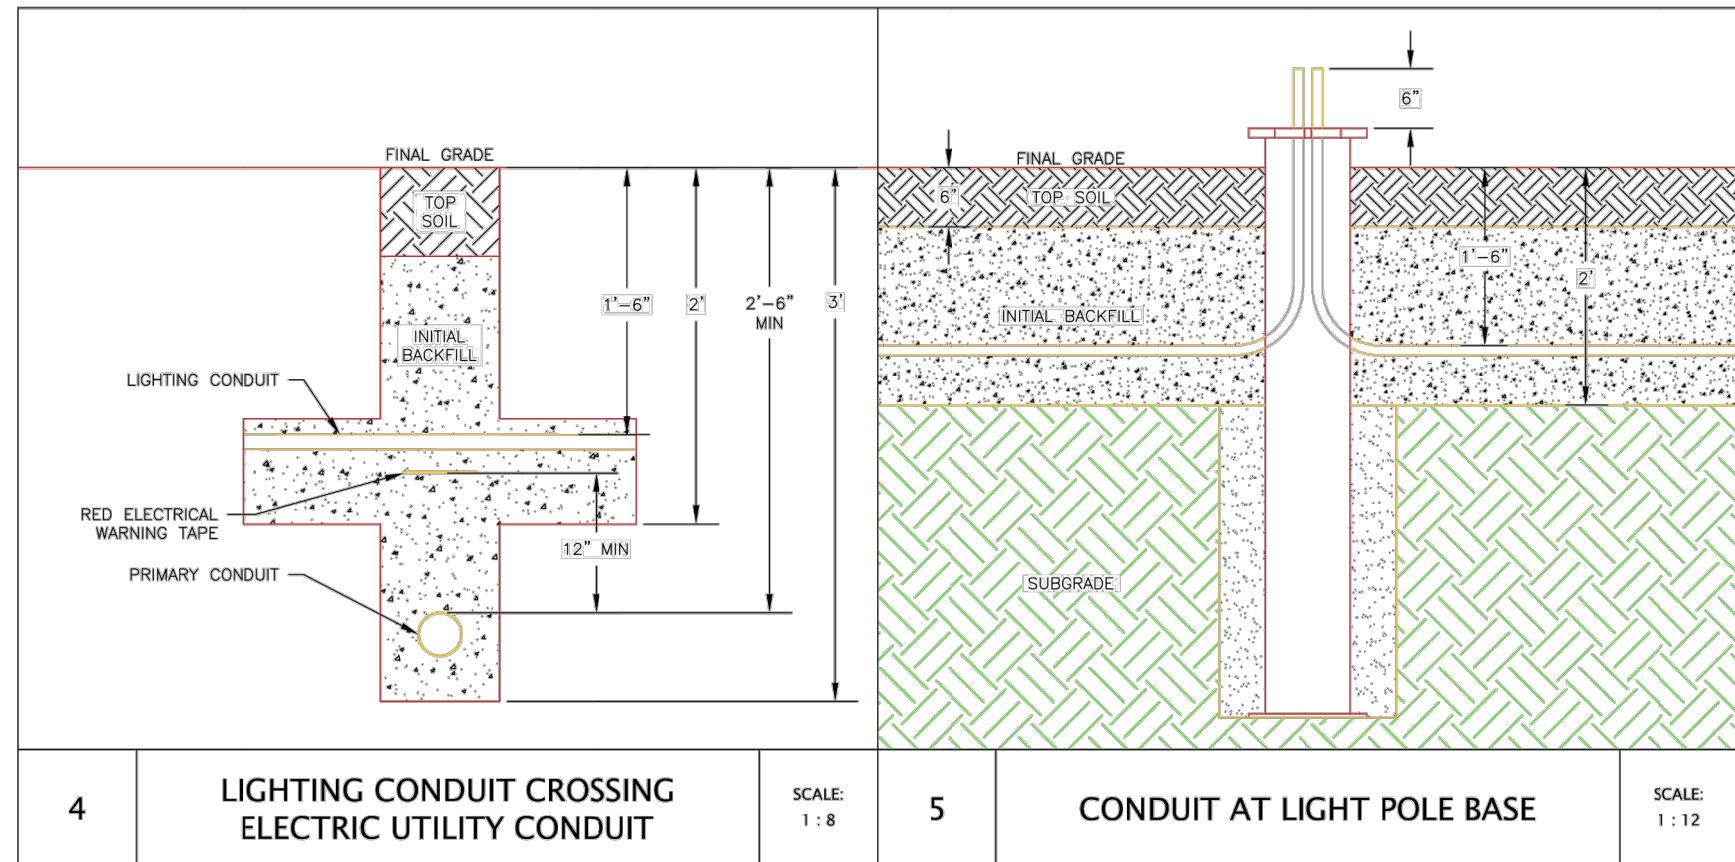 FINAL GRADE
TOP
SOIL
1'-6"
2'
2'-6"
MIN
3'
INITIAL
BACKFILL
LIGHTING CONDUIT
RED ELECTRICAL
WARNING TAPE
12" MIN
PRIMARY CONDUIT
4
LIGHTING CONDUIT CROSSING
ELECTRIC UTILITY CONDUIT
SCALE:
1 : 8
6"
FINAL GRADE
6"
TOP SOIL
1'-6"
2'
INITIAL BACKFILL
SUBGRADE
5
CONDUIT AT LIGHT POLE BASE
SCALE:
1 : 12